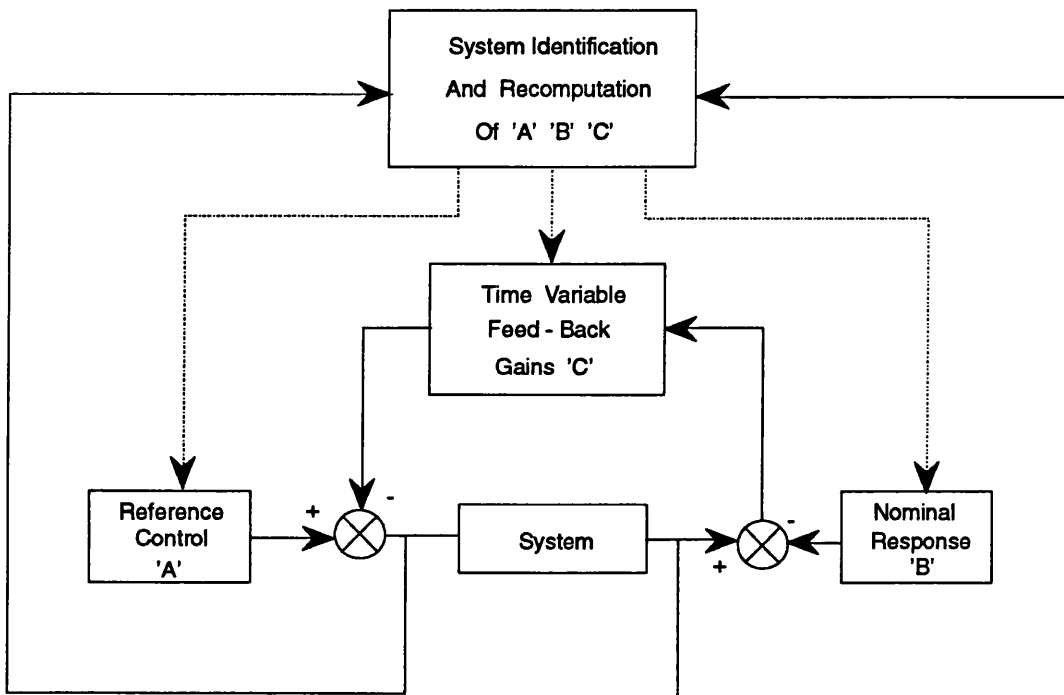 System Identification
And Recomputation
Of 'A' 'B' 'C'
Time Variable
Feed - Back
Gains 'C'
Reference
Control
'A'
+
-
System
+
-
Nominal
Response
'B'